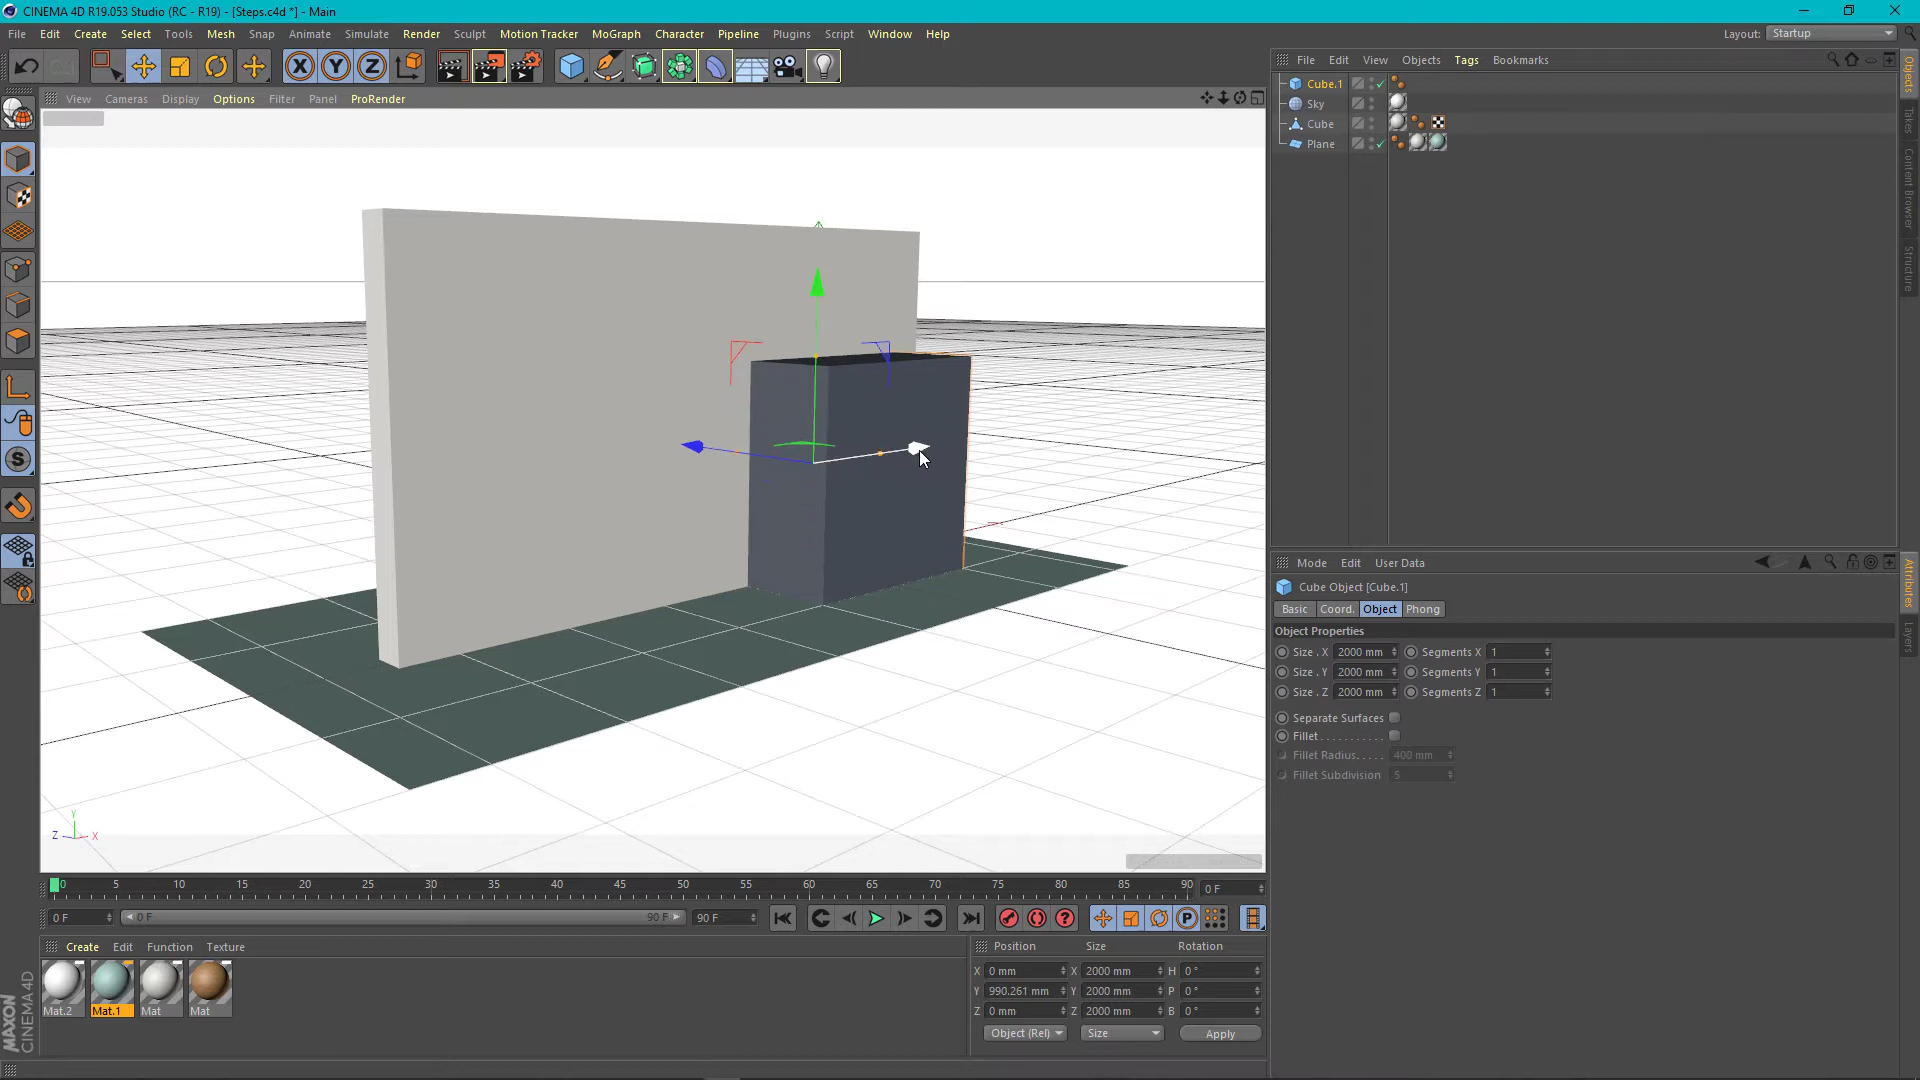 CINEMA 4D R19.053 Studio (RC - R19) - [Steps.c4d *] - Main
File Edit Create Select Tools Mesh Snap Animate Simulate Render Sculpt Motion Tracker MoGraph Character Pipeline Plugins Script Window Help
Layout: Startup
X Y Z
View Cameras Display Options Filter Panel ProRender
File Edit View Objects Tags Bookmarks
Cube.1
Sky
Cube
Plane
Objects
Takes
Content Browser
Structure
S
Mode Edit User Data
Cube Object [Cube.1]
Basic Coord. Object Phong
Object Properties
Size . X 2000 mm Segments X 1
Size . Y 2000 mm Segments Y 1
Size . Z 2000 mm Segments Z 1
Separate Surfaces
Fillet . . . . . . . . . . .
Fillet Radius. . . . . 400 mm
Fillet Subdivision 5
Attributes
Layers
Y
Z X
0 5 10 15 20 25 30 35 40 45 50 55 60 65 70 75 80 85 90 0 F
0 F 0 F 90 F 90 F
? P
Create Edit Function Texture
Mat.2 Mat.1 Mat Mat
Position Size Rotation
X 0 mm X 2000 mm H 0 °
Y 990.261 mm Y 2000 mm P 0 °
Z 0 mm Z 2000 mm B 0 °
Object (Rel) Size Apply
MAXON
CINEMA 4D